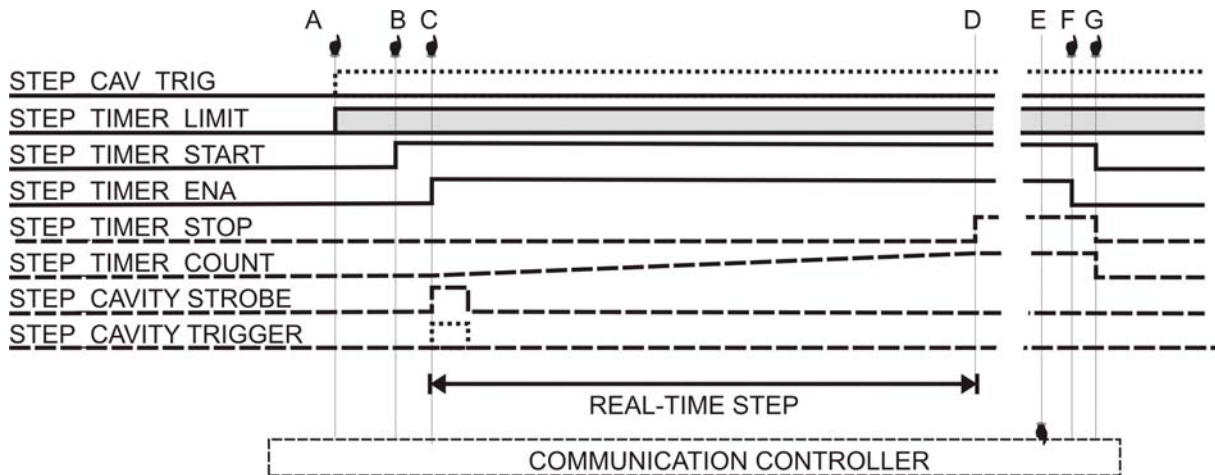 A B C D E F G
STEP CAV TRIG
STEP TIMER LIMIT
STEP TIMER START
STEP TIMER ENA
STEP TIMER STOP
STEP TIMER COUNT
STEP CAVITY STROBE
STEP CAVITY TRIGGER
REAL-TIME STEP
COMMUNICATION CONTROLLER